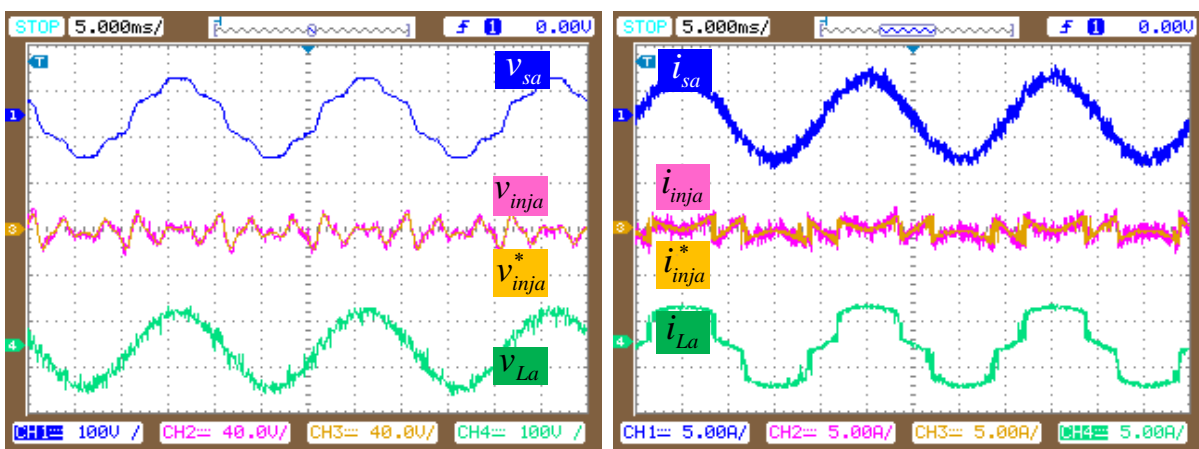 STOP 5.000ms/ f 1 0.00V
T
v_sa
1
v_inja
3
v*_inja
4
v_La
CH1 100V / CH2 40.0V/ CH3 40.0V/ CH4 100V /
STOP 5.000ms/ f 1 0.00V
T
i_sa
1
i_inja
3
i*_inja
i_La
4
CH1 5.00A/ CH2 5.00A/ CH3 5.00A/ CH4 5.00A/